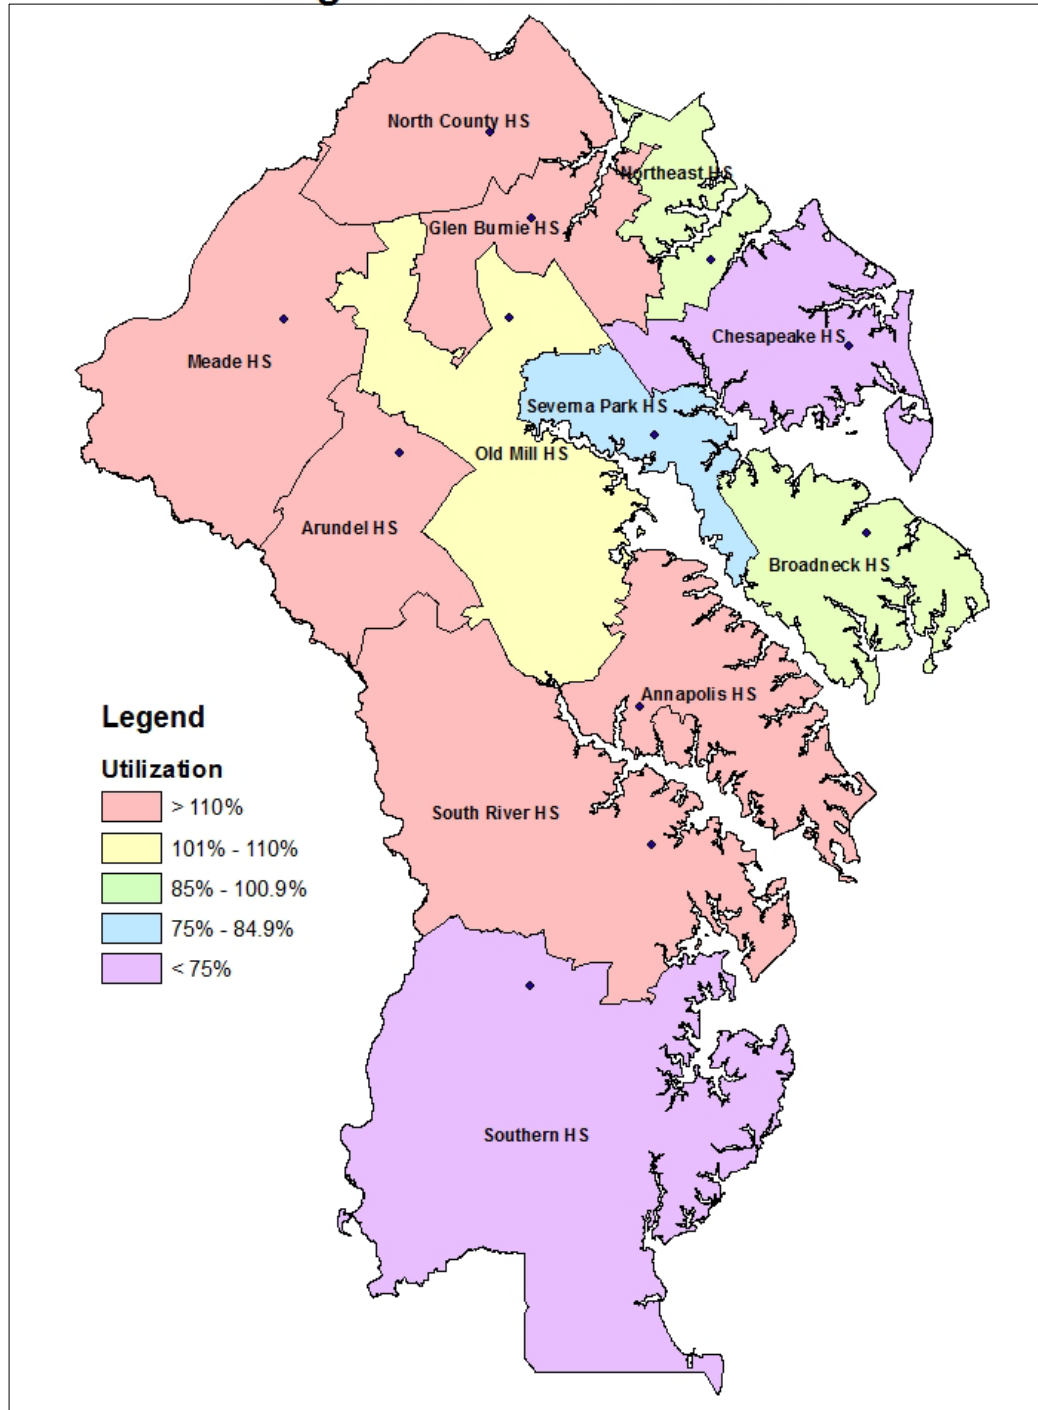 North County HS
Northeast HS
Glen Burnie HS
Chesapeake HS
Meade HS
Severna Park HS
Old Mill HS
Arundel HS
Broadneck HS
Annapolis HS
Legend
Utilization
> 110%
101% - 110%
85% - 100.9%
75% - 84.9%
< 75%
South River HS
Southern HS